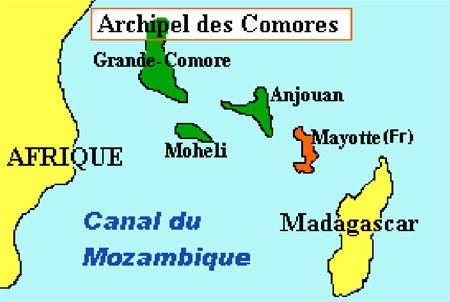 Archipel des Comores
Grande-Comore
Anjouan
Mayotte(Fr)
Moheli
AFRIQUE
Canal du
Mozambique
Madagascar